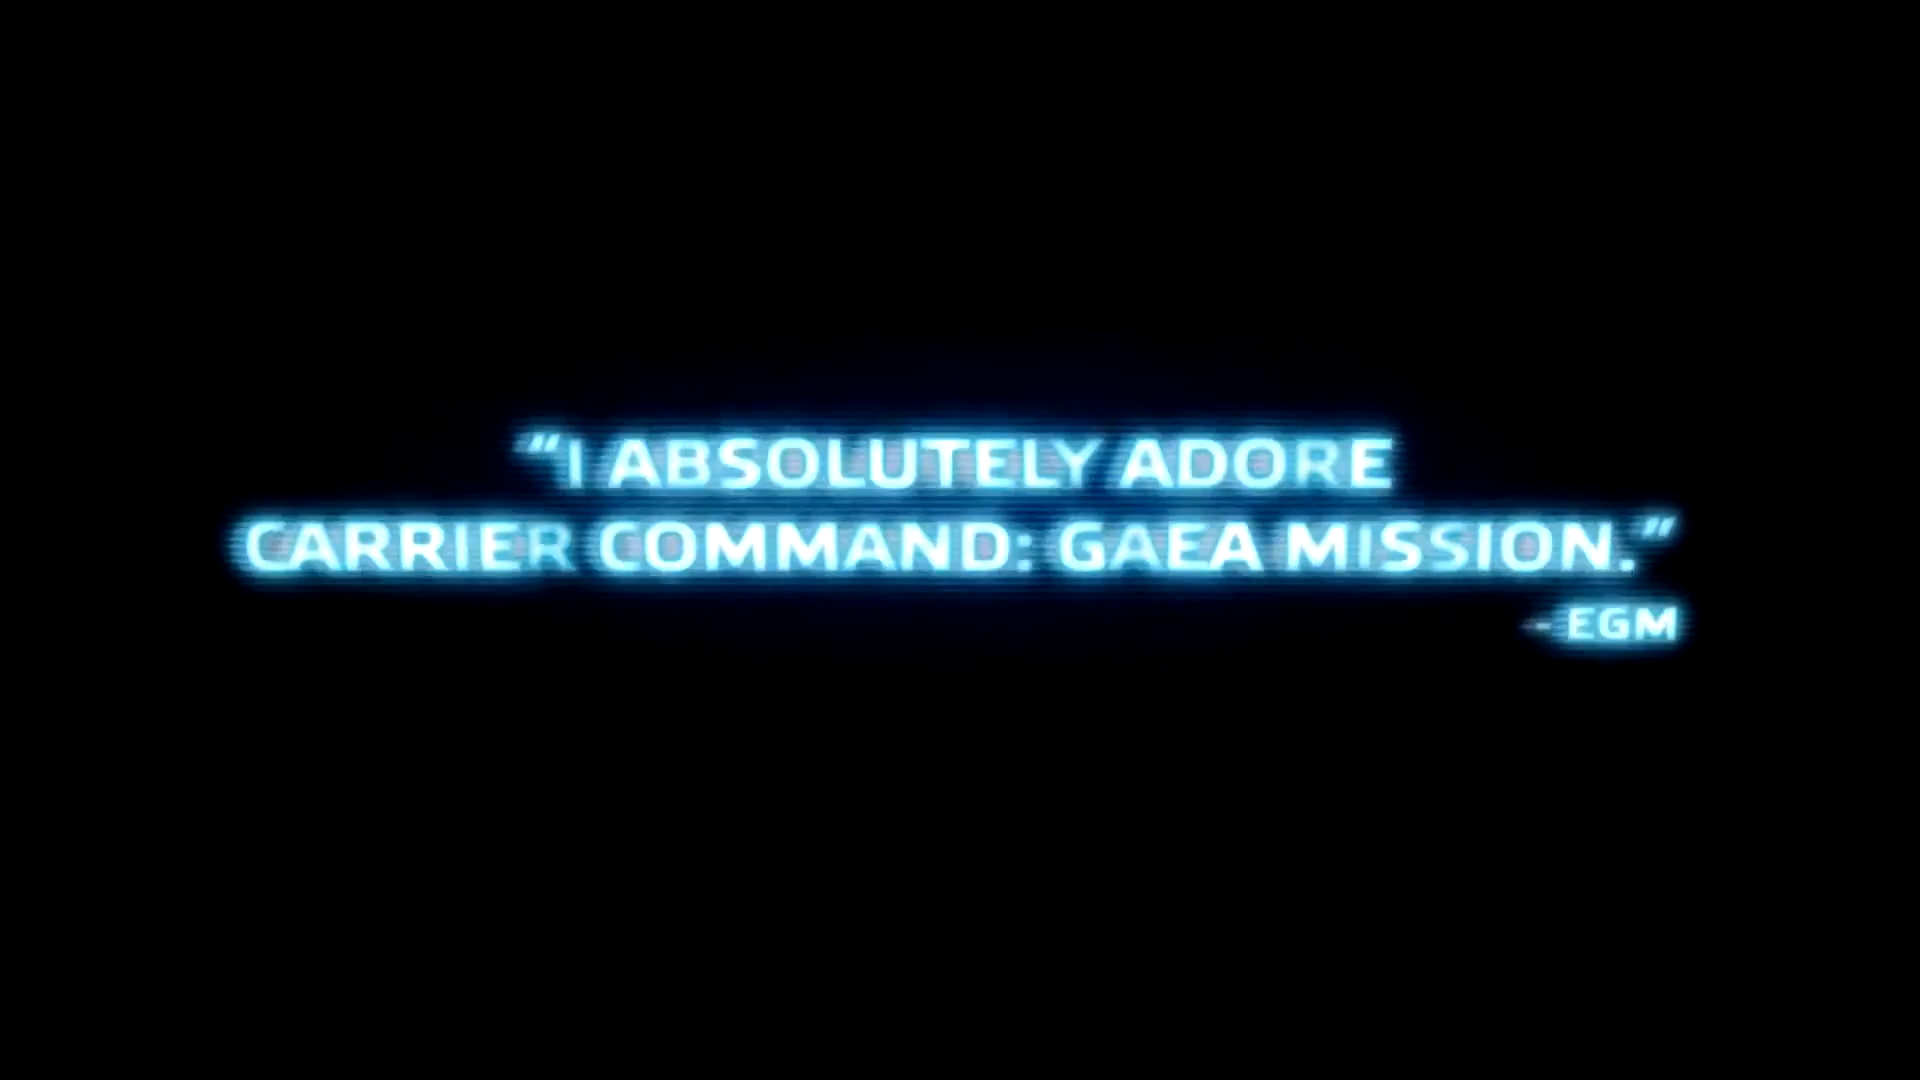 “I ABSOLUTELY ADORE
CARRIER COMMAND: GAEA MISSION.”
- EGM